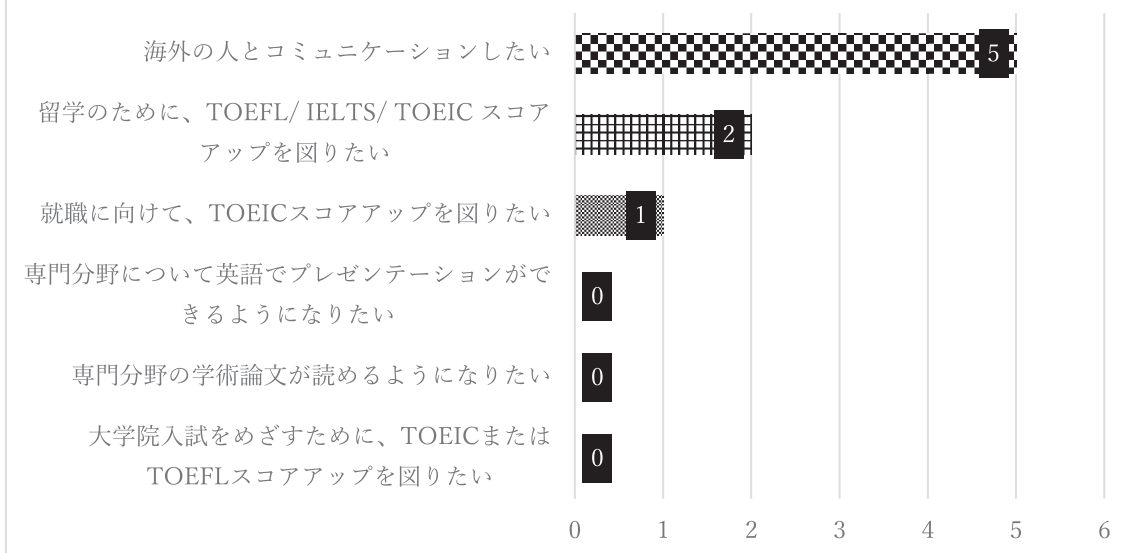 海外の人とコミュニケーションしたい
5
留学のために、TOEFL/ IELTS/ TOEIC スコア
アップを図りたい
2
就職に向けて、TOEICスコアアップを図りたい
1
専門分野について英語でプレゼンテーションがで
きるようになりたい
0
専門分野の学術論文が読めるようになりたい
0
大学院入試をめざすために、TOEICまたは
TOEFLスコアアップを図りたい
0
0 1 2 3 4 5 6